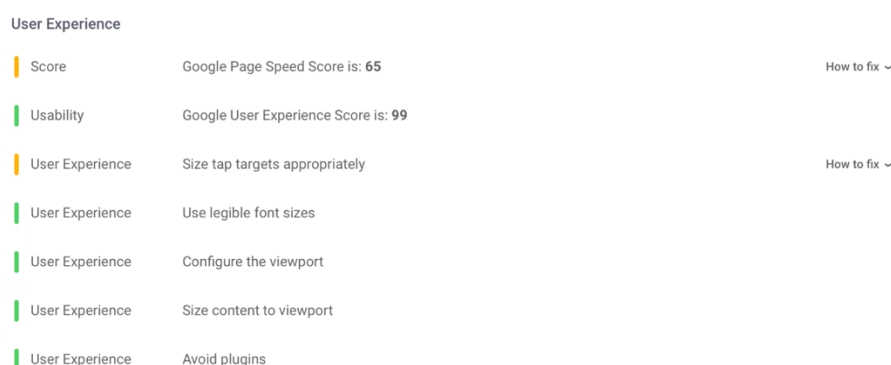 User Experience
Score Google Page Speed Score is: 65 How to fix
Usability Google User Experience Score is: 99
User Experience Size tap targets appropriately How to fix
User Experience Use legible font sizes
User Experience Configure the viewport
User Experience Size content to viewport
User Experience Avoid plugins